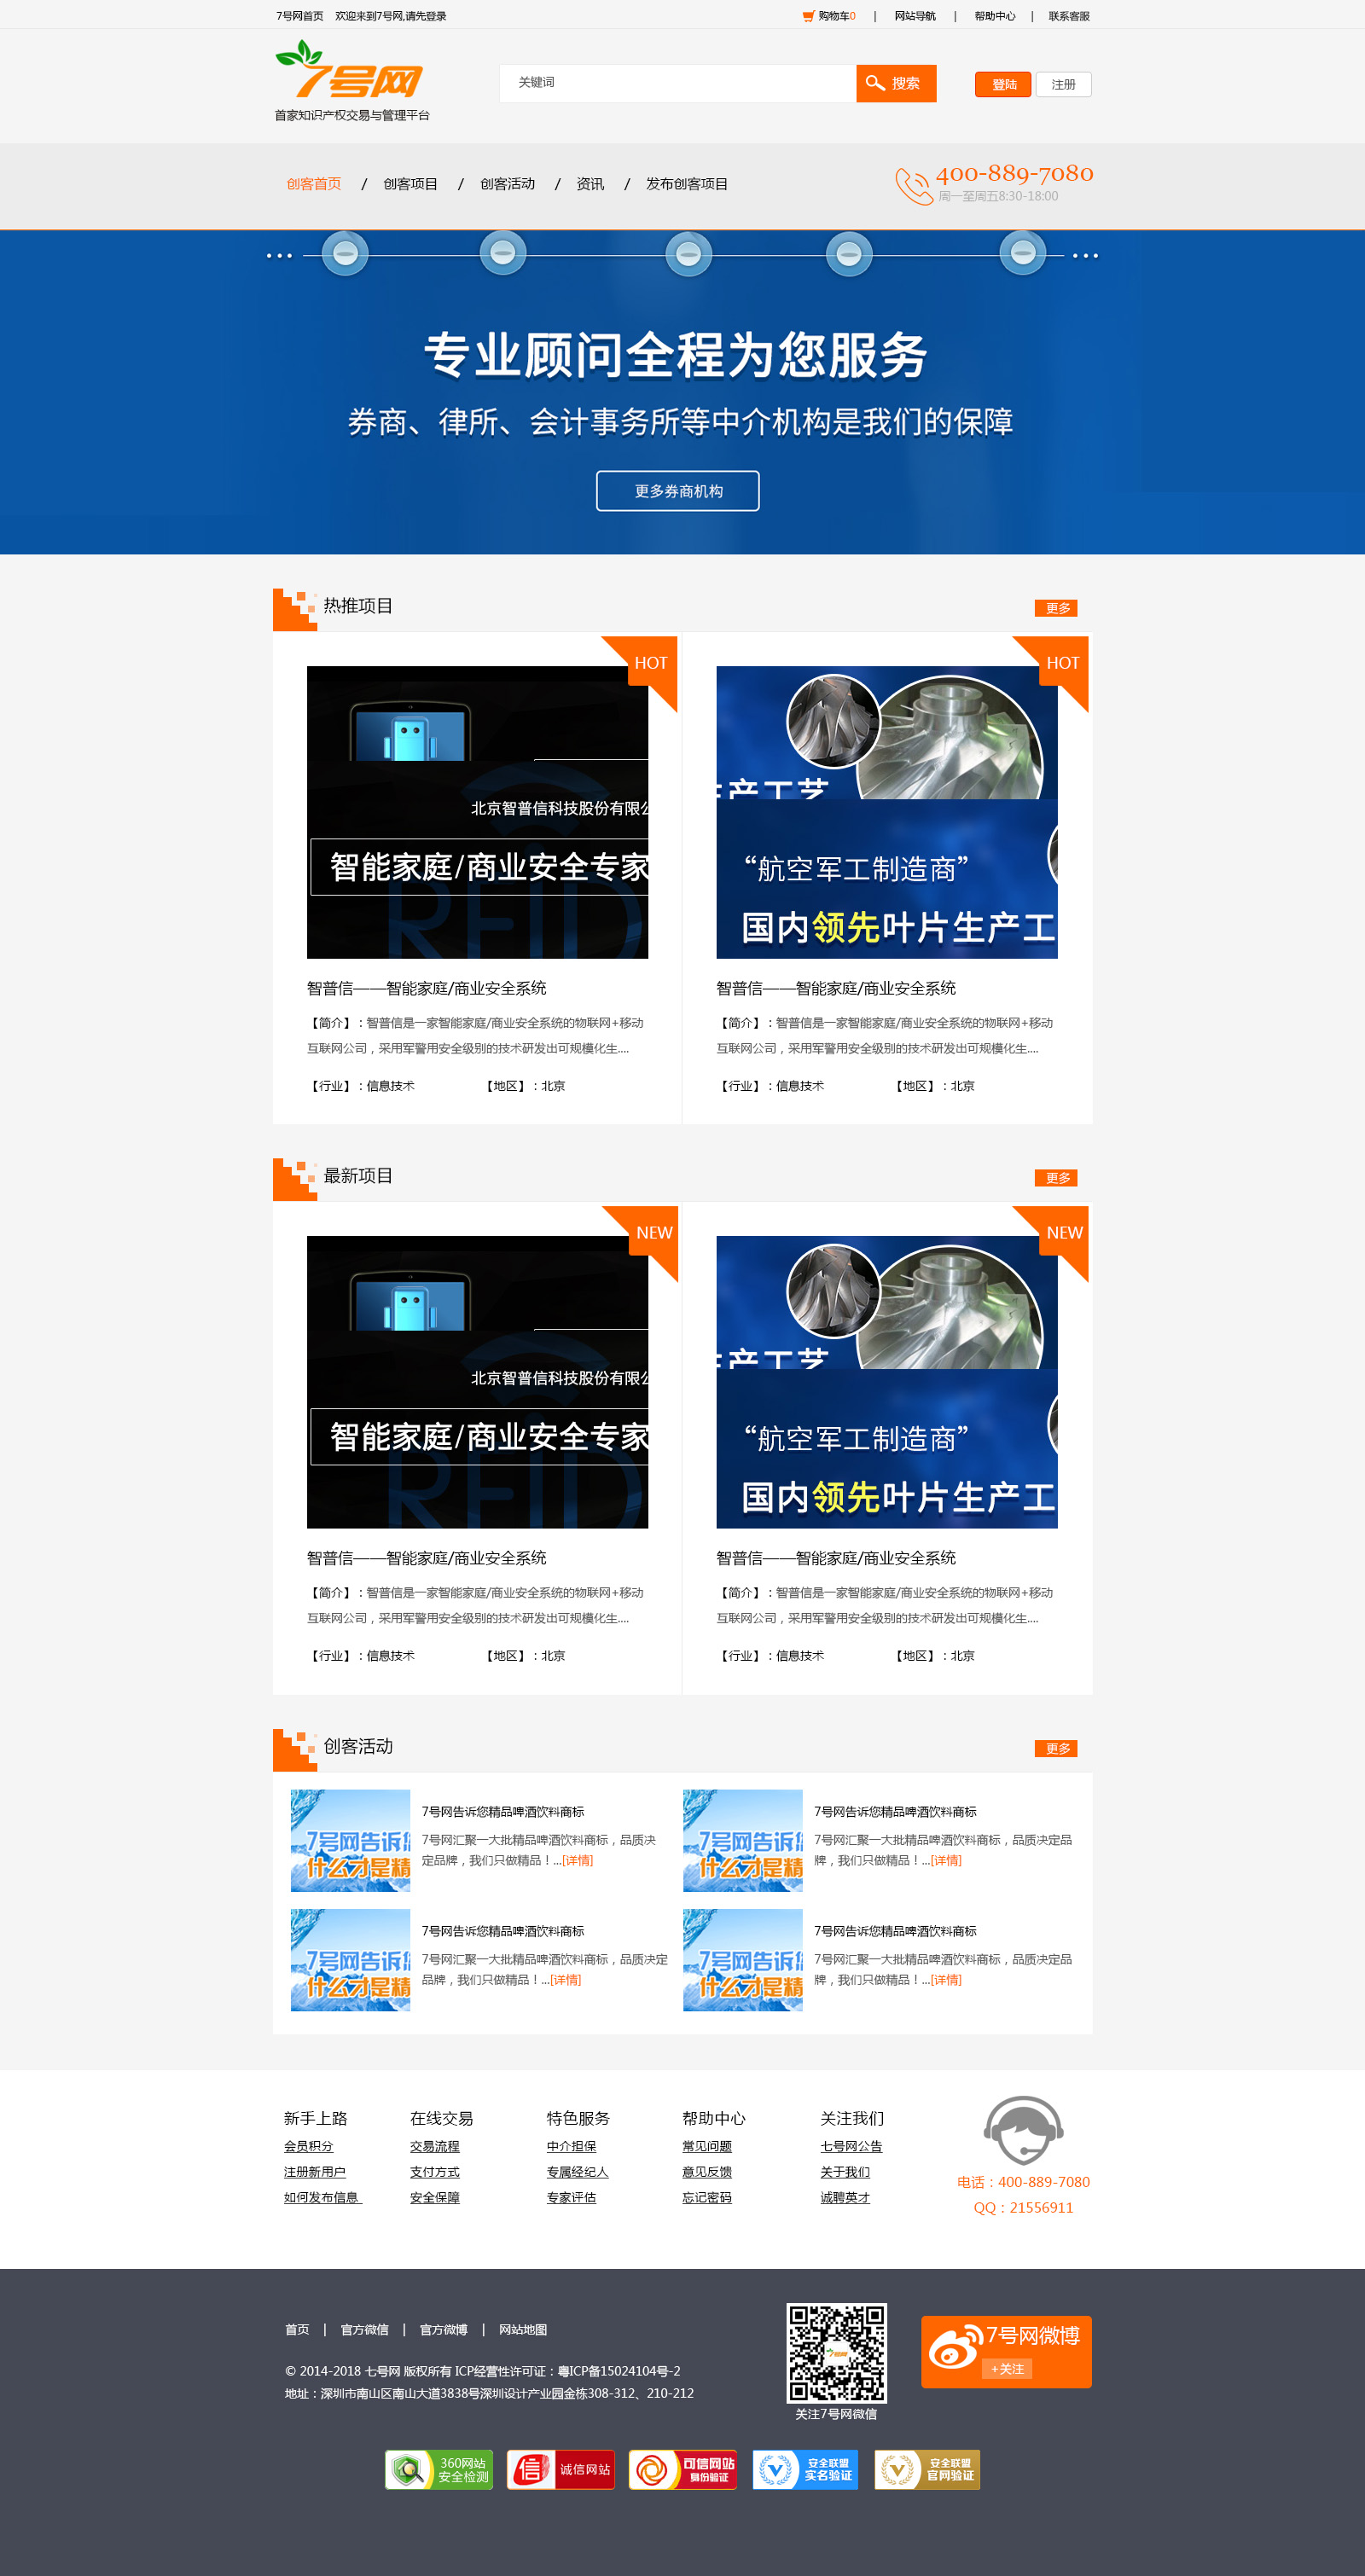 7号网首页 欢迎来到7号网,请先登录
购物车0 | 网站导航 | 帮助中心 | 联系客服
7号网
首家知识产权交易与管理平台
关键词
搜索
登陆 注册
创客首页 / 创客项目 / 创客活动 / 资讯 / 发布创客项目
400-889-7080
周一至周五8:30-18:00
专业顾问全程为您服务
券商、律所、会计事务所等中介机构是我们的保障
更多券商机构
热推项目 更多
HOT
北京智普信科技股份有限公
智能家庭/商业安全专家
RFID
智普信——智能家庭/商业安全系统
【简介】：智普信是一家智能家庭/商业安全系统的物联网+移动
互联网公司，采用军警用安全级别的技术研发出可规模化生....
【行业】：信息技术 【地区】：北京
HOT
产工艺
“航空军工制造商”
国内领先叶片生产工
智普信——智能家庭/商业安全系统
【简介】：智普信是一家智能家庭/商业安全系统的物联网+移动
互联网公司，采用军警用安全级别的技术研发出可规模化生....
【行业】：信息技术 【地区】：北京
最新项目 更多
NEW
北京智普信科技股份有限公
智能家庭/商业安全专家
RFID
智普信——智能家庭/商业安全系统
【简介】：智普信是一家智能家庭/商业安全系统的物联网+移动
互联网公司，采用军警用安全级别的技术研发出可规模化生....
【行业】：信息技术 【地区】：北京
NEW
产工艺
“航空军工制造商”
国内领先叶片生产工
智普信——智能家庭/商业安全系统
【简介】：智普信是一家智能家庭/商业安全系统的物联网+移动
互联网公司，采用军警用安全级别的技术研发出可规模化生....
【行业】：信息技术 【地区】：北京
创客活动 更多
7号网告诉您
什么才是精
7号网告诉您精品啤酒饮料商标
7号网汇聚一大批精品啤酒饮料商标，品质决
定品牌，我们只做精品！...[详情]
7号网告诉您
什么才是精
7号网告诉您精品啤酒饮料商标
7号网汇聚一大批精品啤酒饮料商标，品质决定品
牌，我们只做精品！...[详情]
7号网告诉您
什么才是精
7号网告诉您精品啤酒饮料商标
7号网汇聚一大批精品啤酒饮料商标，品质决定
品牌，我们只做精品！...[详情]
7号网告诉您
什么才是精
7号网告诉您精品啤酒饮料商标
7号网汇聚一大批精品啤酒饮料商标，品质决定品
牌，我们只做精品！...[详情]
新手上路
会员积分
注册新用户
如何发布信息
在线交易
交易流程
支付方式
安全保障
特色服务
中介担保
专属经纪人
专家评估
帮助中心
常见问题
意见反馈
忘记密码
关注我们
七号网公告
关于我们
诚聘英才
电话：400-889-7080
QQ：21556911
首页 | 官方微信 | 官方微博 | 网站地图
© 2014-2018 七号网 版权所有 ICP经营性许可证：粤ICP备15024104号-2
地址：深圳市南山区南山大道3838号深圳设计产业园金栋308-312、210-212
7号网
关注7号网微信
7号网微博
+关注
360网站
安全检测
信
诚信网站
可信网站
身份验证
安全联盟
实名验证
安全联盟
官网验证